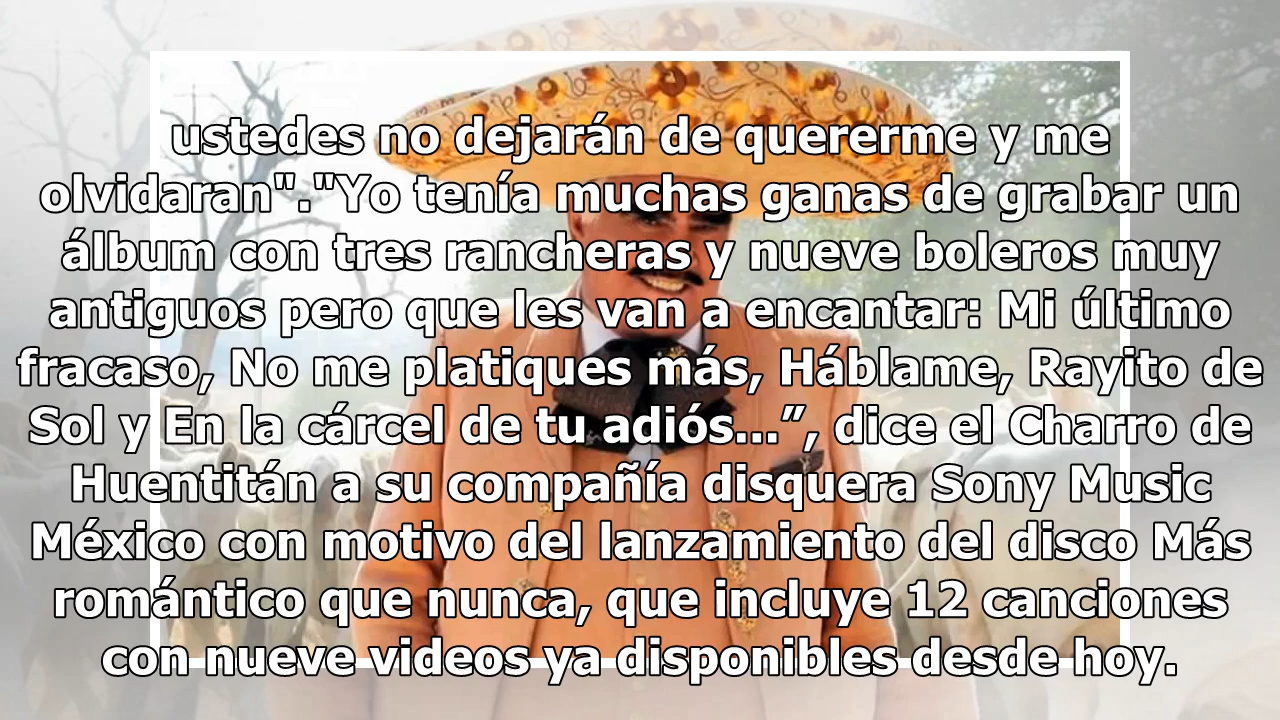 ustedes no dejarán de quererme y me
olvidaran"."Yo tenía muchas ganas de grabar un
álbum con tres rancheras y nueve boleros muy
antiguos pero que les van a encantar: Mi último
fracaso, No me platiques más, Háblame, Rayito de
Sol y En la cárcel de tu adiós...”, dice el Charro de
Huentitán a su compañía disquera Sony Music
México con motivo del lanzamiento del disco Más
romántico que nunca, que incluye 12 canciones
con nueve videos ya disponibles desde hoy.